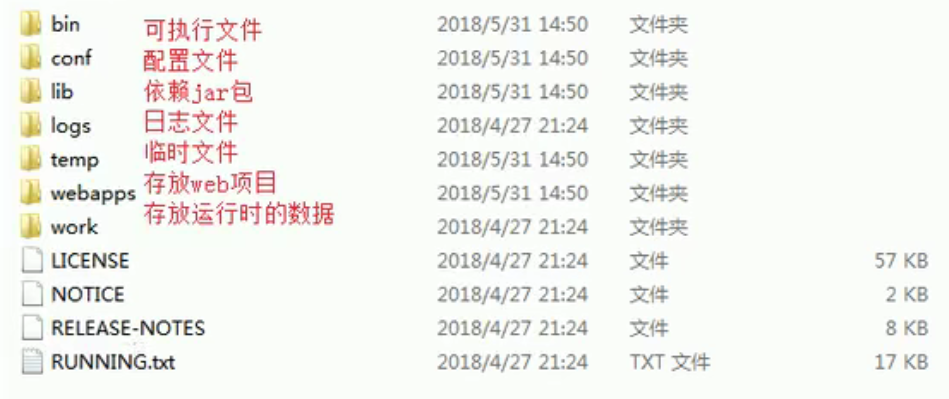 bin 可执行文件 2018/5/31 14:50 文件夹
conf 配置文件 2018/5/31 14:50 文件夹
lib 依赖jar包 2018/5/31 14:50 文件夹
logs 日志文件 2018/4/27 21:24 文件夹
temp 临时文件 2018/5/31 14:50 文件夹
webapps 存放web项目 2018/5/31 14:50 文件夹
work 存放运行时的数据 2018/4/27 21:24 文件夹
LICENSE 2018/4/27 21:24 文件 57 KB
NOTICE 2018/4/27 21:24 文件 2 KB
RELEASE-NOTES 2018/4/27 21:24 文件 8 KB
RUNNING.txt 2018/4/27 21:24 TXT 文件 17 KB